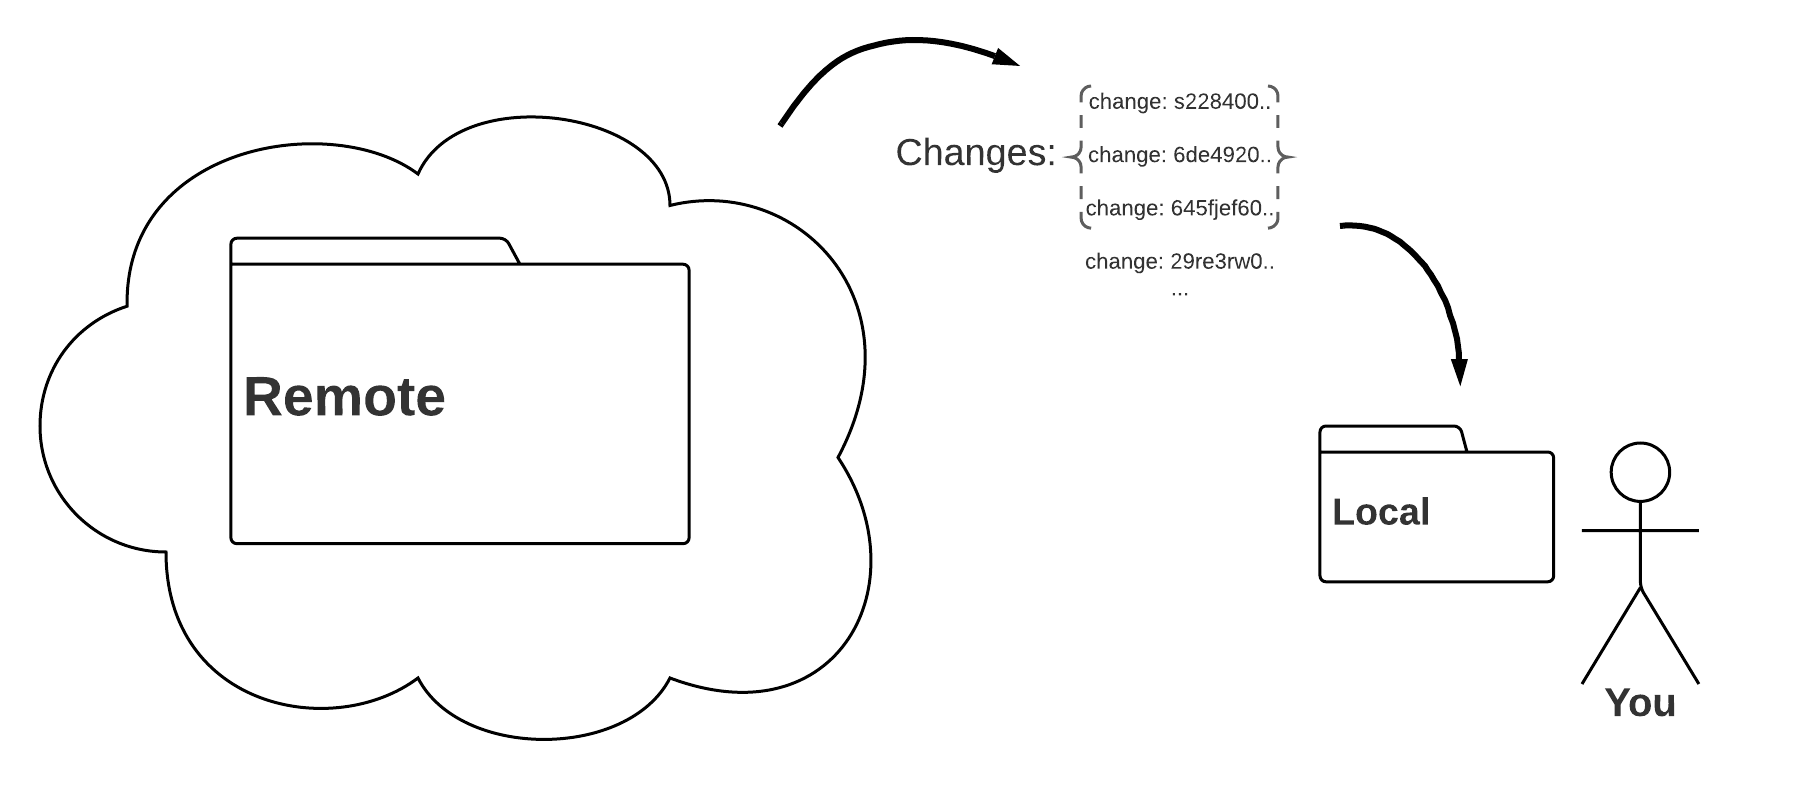 Remote
Changes:
change: s228400..
change: 6de4920..
change: 645fjef60..
change: 29re3rw0..
...
Local
You